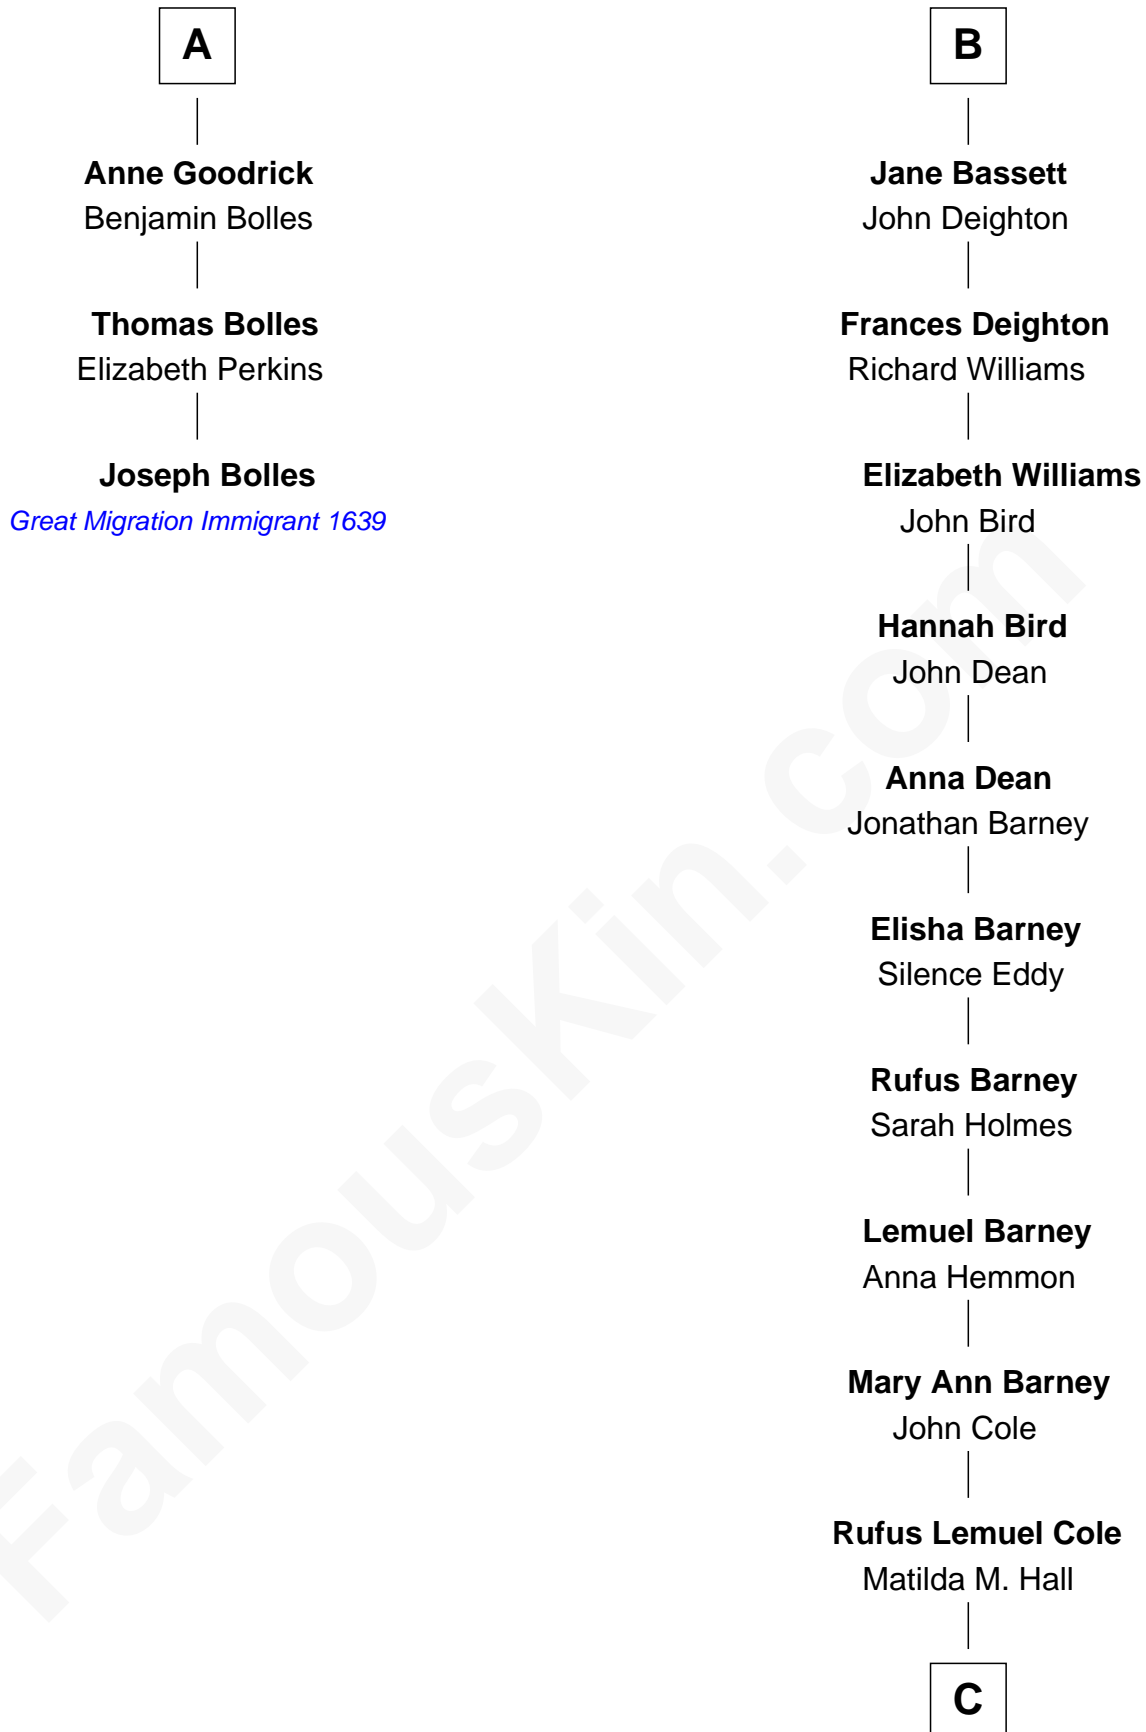 A
Anne Goodrick
Benjamin Bolles
Thomas Bolles
Elizabeth Perkins
Joseph Bolles
Great Migration Immigrant 1639
B
Jane Bassett
John Deighton
Frances Deighton
Richard Williams
Elizabeth Williams
John Bird
Hannah Bird
John Dean
Anna Dean
Jonathan Barney
Elisha Barney
Silence Eddy
Rufus Barney
Sarah Holmes
Lemuel Barney
Anna Hemmon
Mary Ann Barney
John Cole
Rufus Lemuel Cole
Matilda M. Hall
C
FamousKin.com